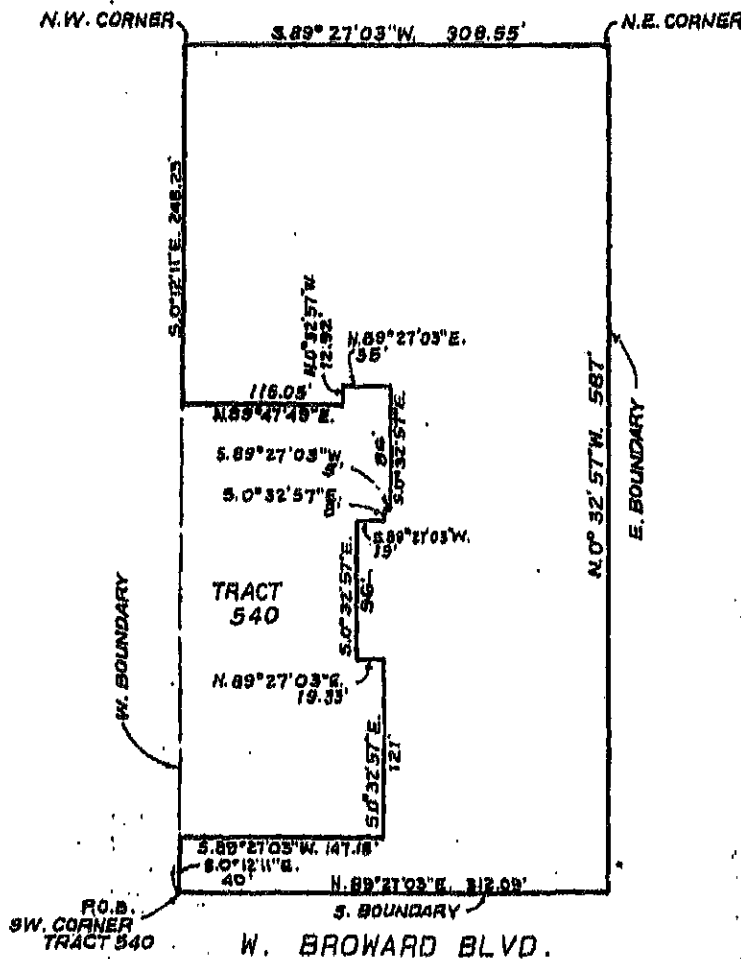 N.W. CORNER
N.E. CORNER
S.89° 27'03"W. 308.55'
S.0°12'11"E. 248.23'
N.0°32'57"W.
12.92'
N.89°27'03"E.
35'
116.05'
N.89°47'49"E.
S.0°32'57"E.
S.89°27'03"W.
S.0°32'57"E.
S.89°27'03"W.
19'
S.0°32'57"E.
96'
TRACT
540
N.89°27'03"E.
19.33'
S.0°32'57"E.
121'
N.0° 32' 57"W. 587'
E. BOUNDARY
W. BOUNDARY
S.89°27'03"W. 147.18'
S.0°12'11"E.
40'
N.89°27'03"E. 312.09'
S. BOUNDARY
P.O.B.
SW. CORNER
TRACT 540
W. BROWARD BLVD.